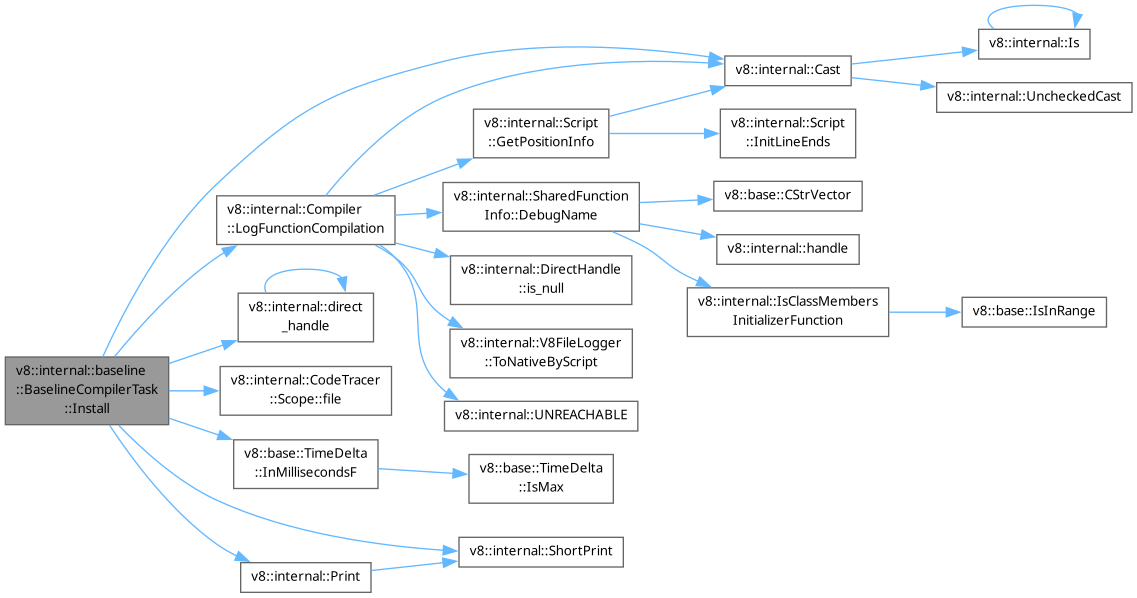 v8::internal::baseline
::BaselineCompilerTask
::Install
v8::internal::Compiler
::LogFunctionCompilation
v8::internal::direct
_handle
v8::internal::CodeTracer
::Scope::file
v8::base::TimeDelta
::InMillisecondsF
v8::internal::Print
v8::internal::Script
::GetPositionInfo
v8::internal::SharedFunction
Info::DebugName
v8::internal::DirectHandle
::is_null
v8::internal::V8FileLogger
::ToNativeByScript
v8::internal::UNREACHABLE
v8::base::TimeDelta
::IsMax
v8::internal::ShortPrint
v8::internal::Cast
v8::internal::Script
::InitLineEnds
v8::base::CStrVector
v8::internal::handle
v8::internal::IsClassMembers
InitializerFunction
v8::internal::Is
v8::internal::UncheckedCast
v8::base::IsInRange